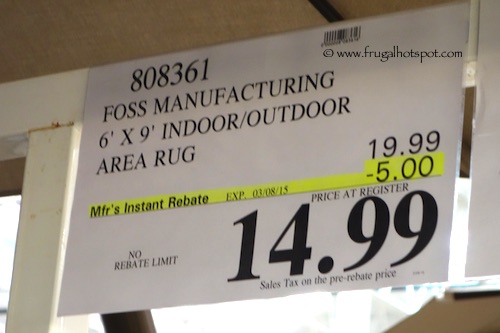 © www.frugalhotspot.com
808361
FOSS MANUFACTURING
6' X 9' INDOOR/OUTDOOR
AREA RUG
19.99
Mfr's Instant Rebate EXP. 03/08/15 -5.00
PRICE AT REGISTER
14.99
NO
REBATE LIMIT
Sales Tax on the pre-rebate price